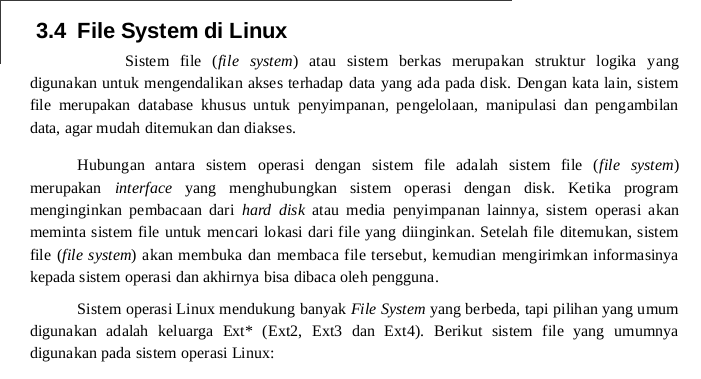 3.4 File System di Linux
Sistem file (file system) atau sistem berkas merupakan struktur logika yang
digunakan untuk mengendalikan akses terhadap data yang ada pada disk. Dengan kata lain, sistem
file merupakan database khusus untuk penyimpanan, pengelolaan, manipulasi dan pengambilan
data, agar mudah ditemukan dan diakses.
Hubungan antara sistem operasi dengan sistem file adalah sistem file (file system)
merupakan interface yang menghubungkan sistem operasi dengan disk. Ketika program
menginginkan pembacaan dari hard disk atau media penyimpanan lainnya, sistem operasi akan
meminta sistem file untuk mencari lokasi dari file yang diinginkan. Setelah file ditemukan, sistem
file (file system) akan membuka dan membaca file tersebut, kemudian mengirimkan informasinya
kepada sistem operasi dan akhirnya bisa dibaca oleh pengguna.
Sistem operasi Linux mendukung banyak File System yang berbeda, tapi pilihan yang umum
digunakan adalah keluarga Ext* (Ext2, Ext3 dan Ext4). Berikut sistem file yang umumnya
digunakan pada sistem operasi Linux: